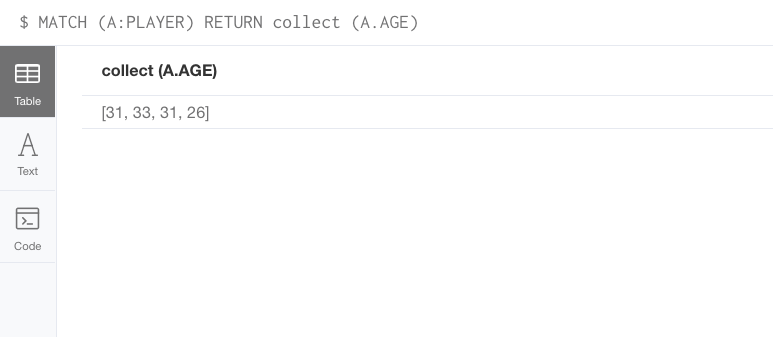 $ MATCH (A:PLAYER) RETURN collect (A.AGE)
collect (A.AGE)
Table
[31, 33, 31, 26]
A
Text
Code